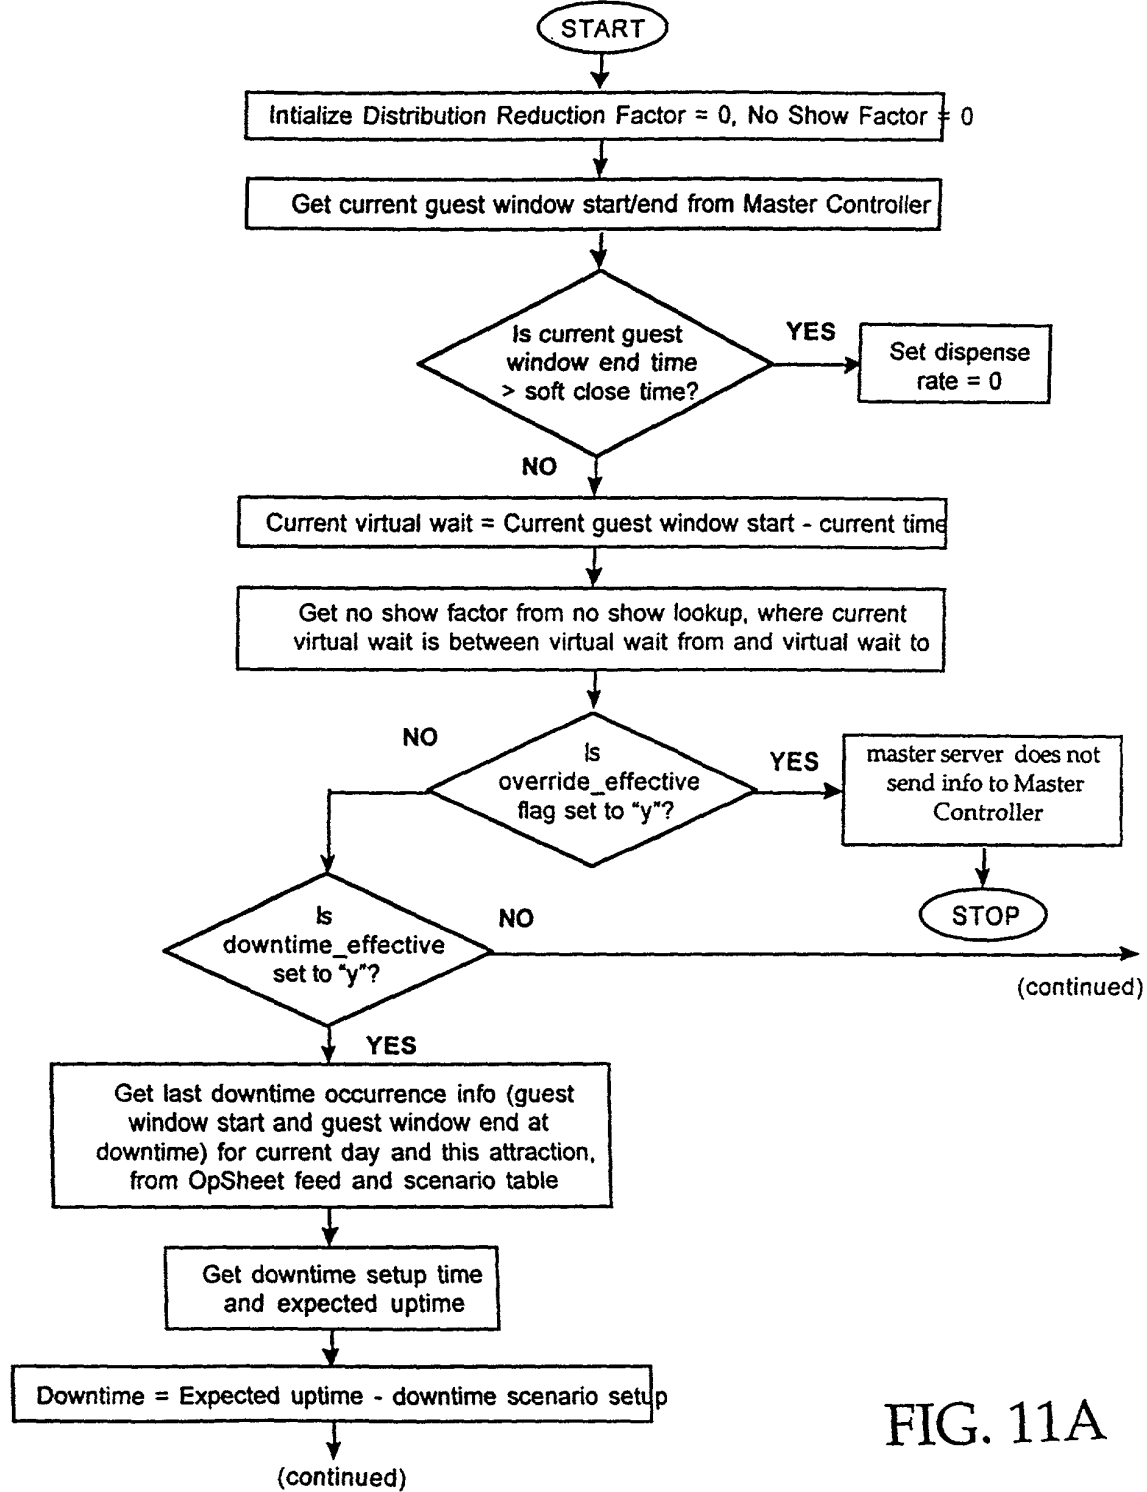 START
Intialize Distribution Reduction Factor = 0, No Show Factor = 0
Get current guest window start/end from Master Controller
Is current guest
window end time
> soft close time?
YES
Set dispense
rate = 0
NO
Current virtual wait = Current guest window start - current time
Get no show factor from no show lookup, where current
virtual wait is between virtual wait from and virtual wait to
NO
Is
override_effective
flag set to "y"?
YES
master server does not
send info to Master
Controller
STOP
Is
downtime_effective
set to "y"?
NO
(continued)
YES
Get last downtime occurrence info (guest
window start and guest window end at
downtime) for current day and this attraction,
from OpSheet feed and scenario table
Get downtime setup time
and expected uptime
Downtime = Expected uptime - downtime scenario setup
(continued)
FIG. 11A